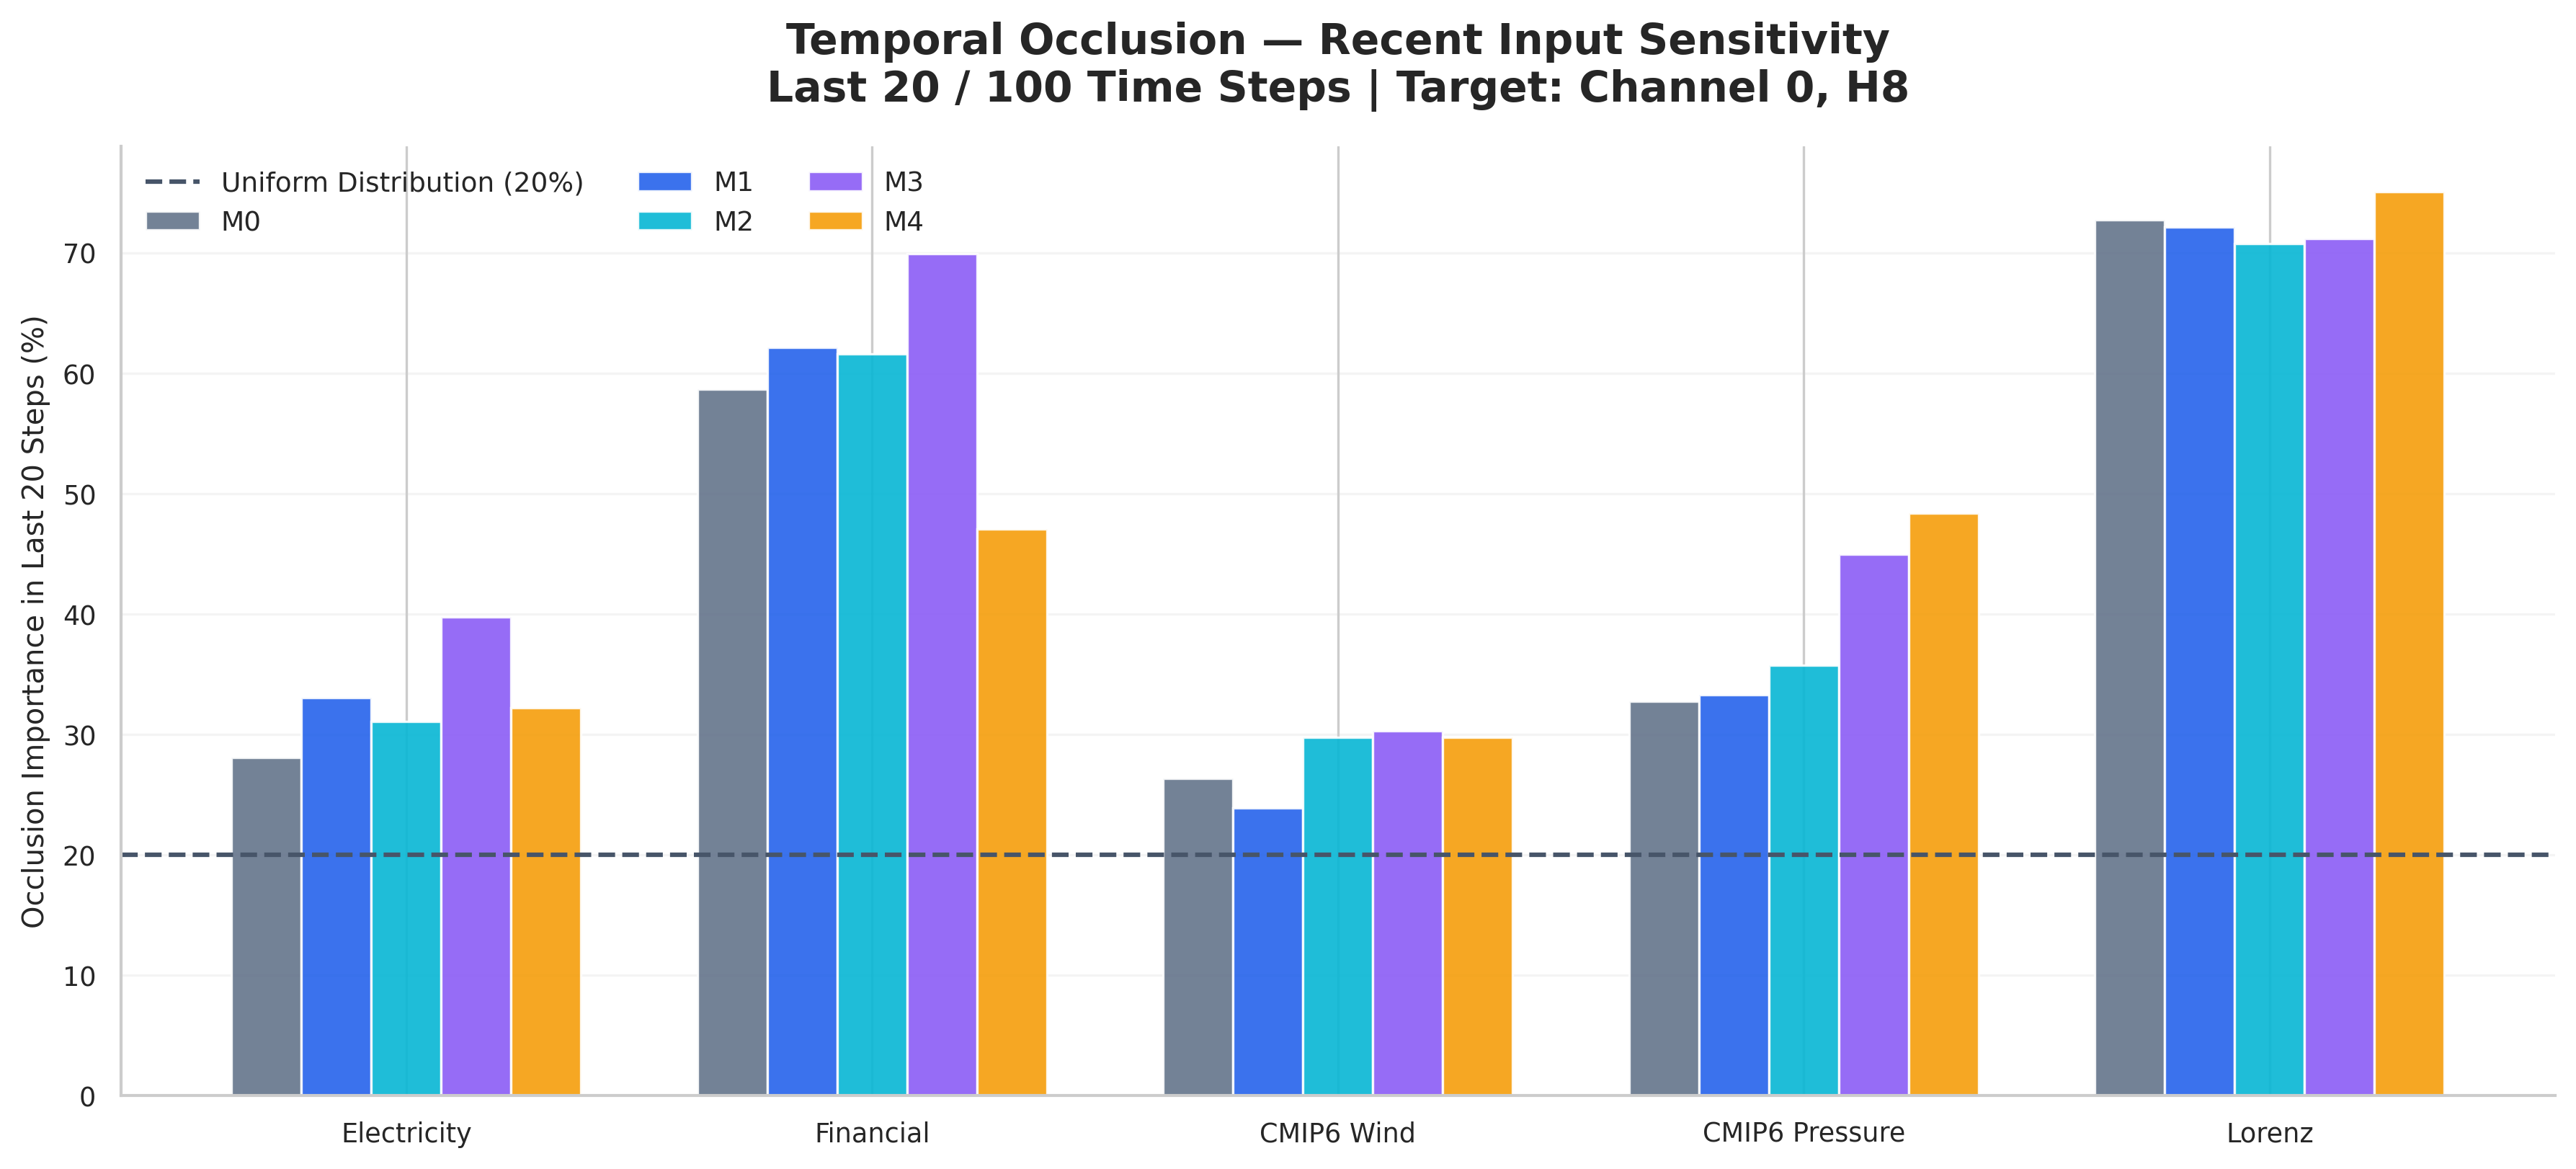 Temporal Occlusion — Recent Input Sensitivity
Last 20 / 100 Time Steps | Target: Channel 0, H8
Uniform Distribution (20%)
M0
M1
M2
M3
M4
Occlusion Importance in Last 20 Steps (%)
70
60
50
40
30
20
10
0
Electricity
Financial
CMIP6 Wind
CMIP6 Pressure
Lorenz